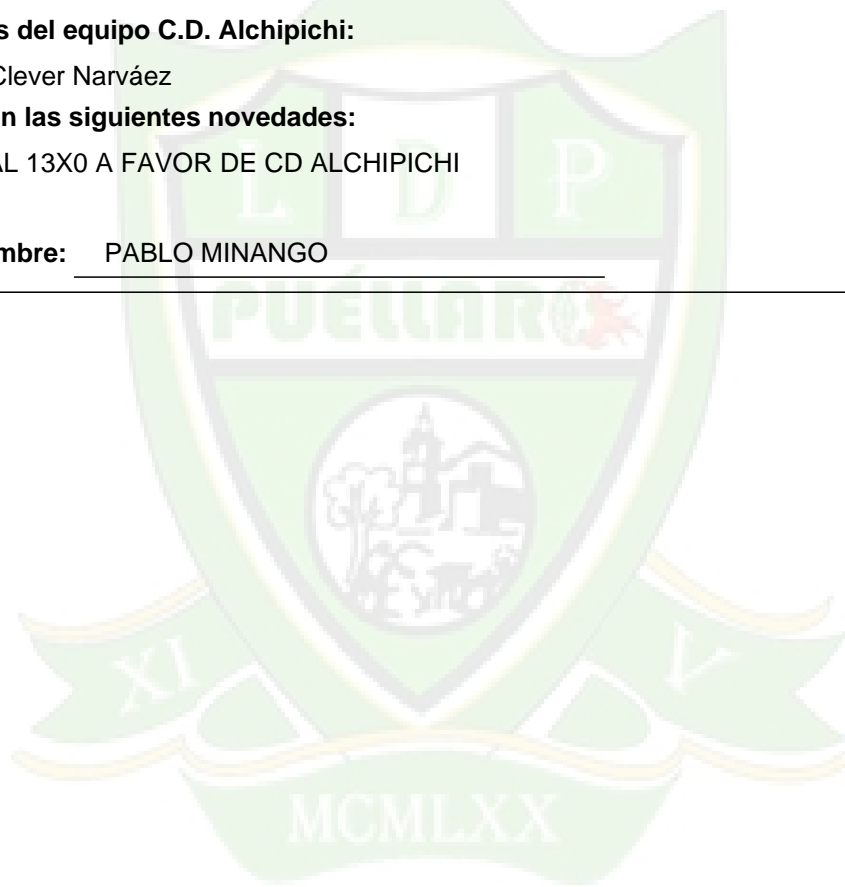 s del equipo C.D. Alchipichi:
Clever Narváez
n las siguientes novedades:
AL 13X0 A FAVOR DE CD ALCHIPICHI
mbre: PABLO MINANGO
L D P
PUÉLLARO
XI V
MCMLXX